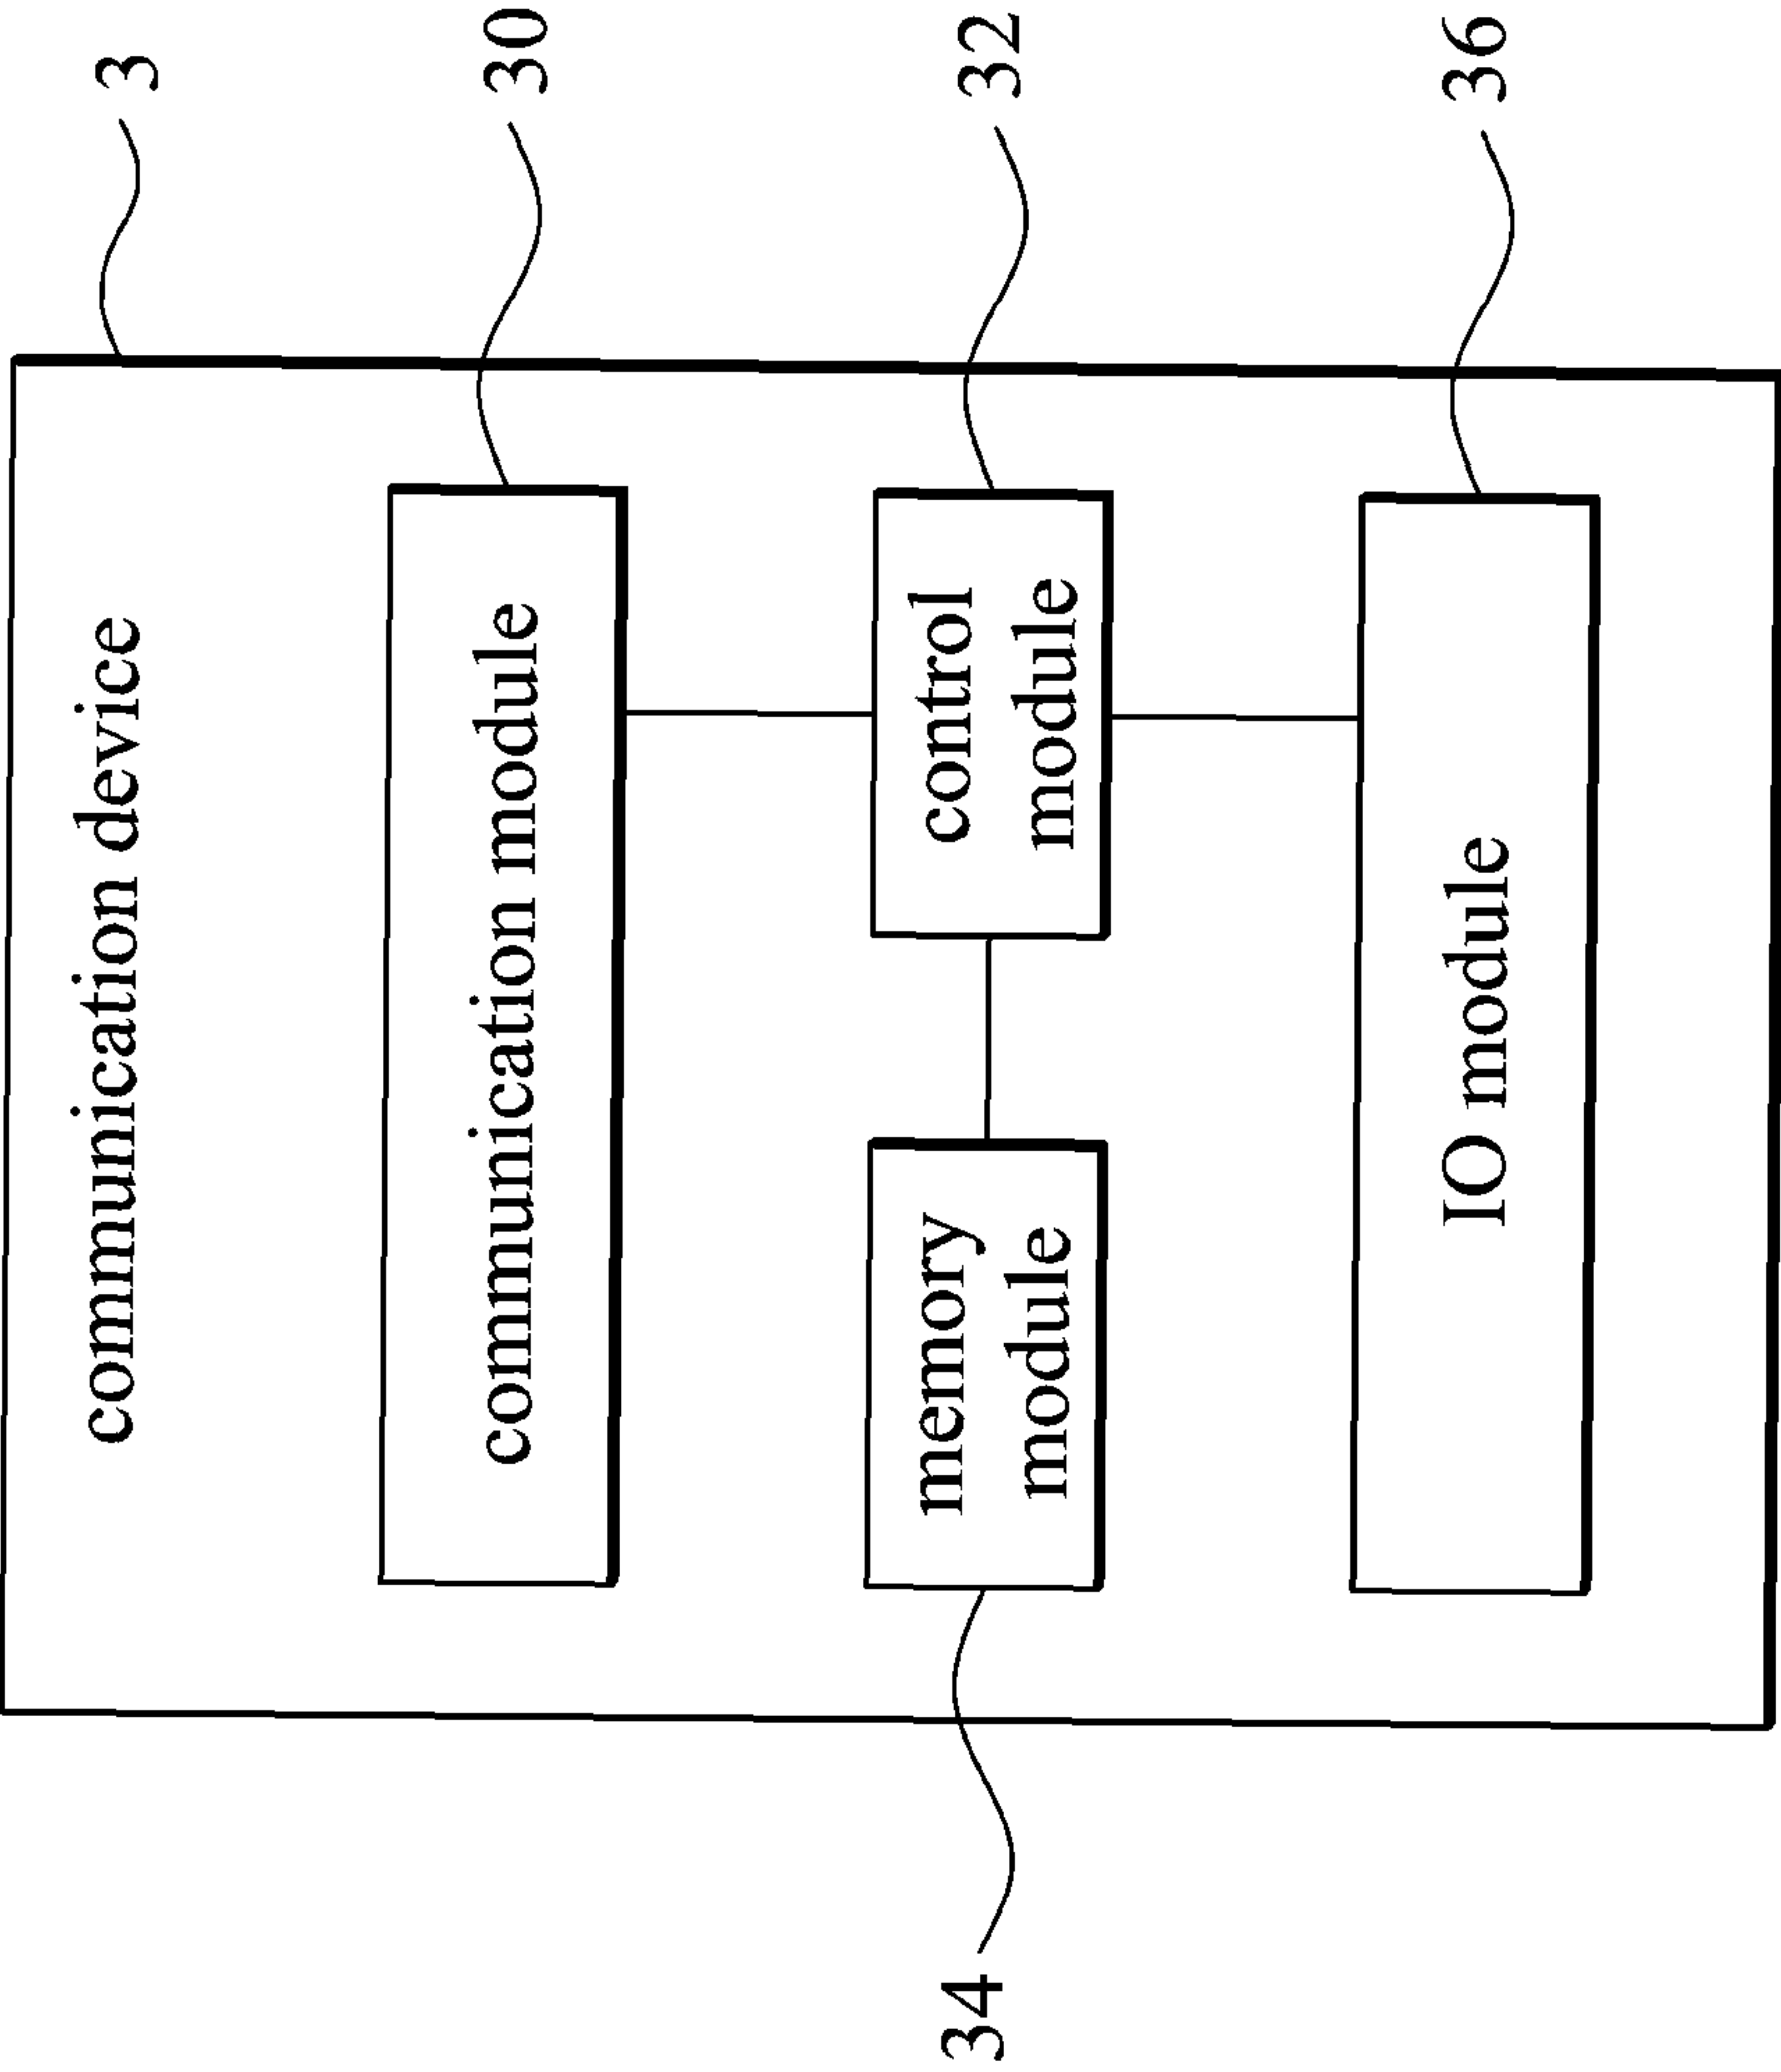 communication device
3
communication module
30
memory
module
control
module
34
32
IO module
36